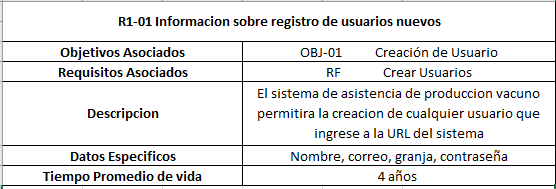 R1-01 Informacion sobre registro de usuarios nuevos
Objetivos Asociados OBJ-01 Creación de Usuario
Requisitos Asociados RF Crear Usuarios
Descripcion
El sistema de asistencia de produccion vacuno
permitira la creacion de cualquier usuario que
ingrese a la URL del sistema
Datos Especificos Nombre, correo, granja, contraseña
Tiempo Promedio de vida 4 años